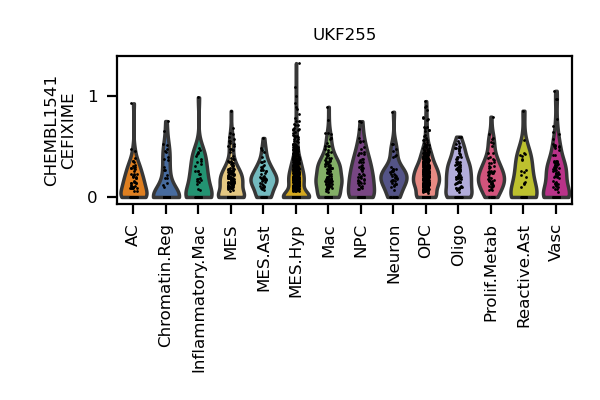 UKF255
CHEMBL1541
CEFIXIME
1
0
AC
Chromatin.Reg
Inflammatory.Mac
MES
MES.Ast
MES.Hyp
Mac
NPC
Neuron
OPC
Oligo
Prolif.Metab
Reactive.Ast
Vasc